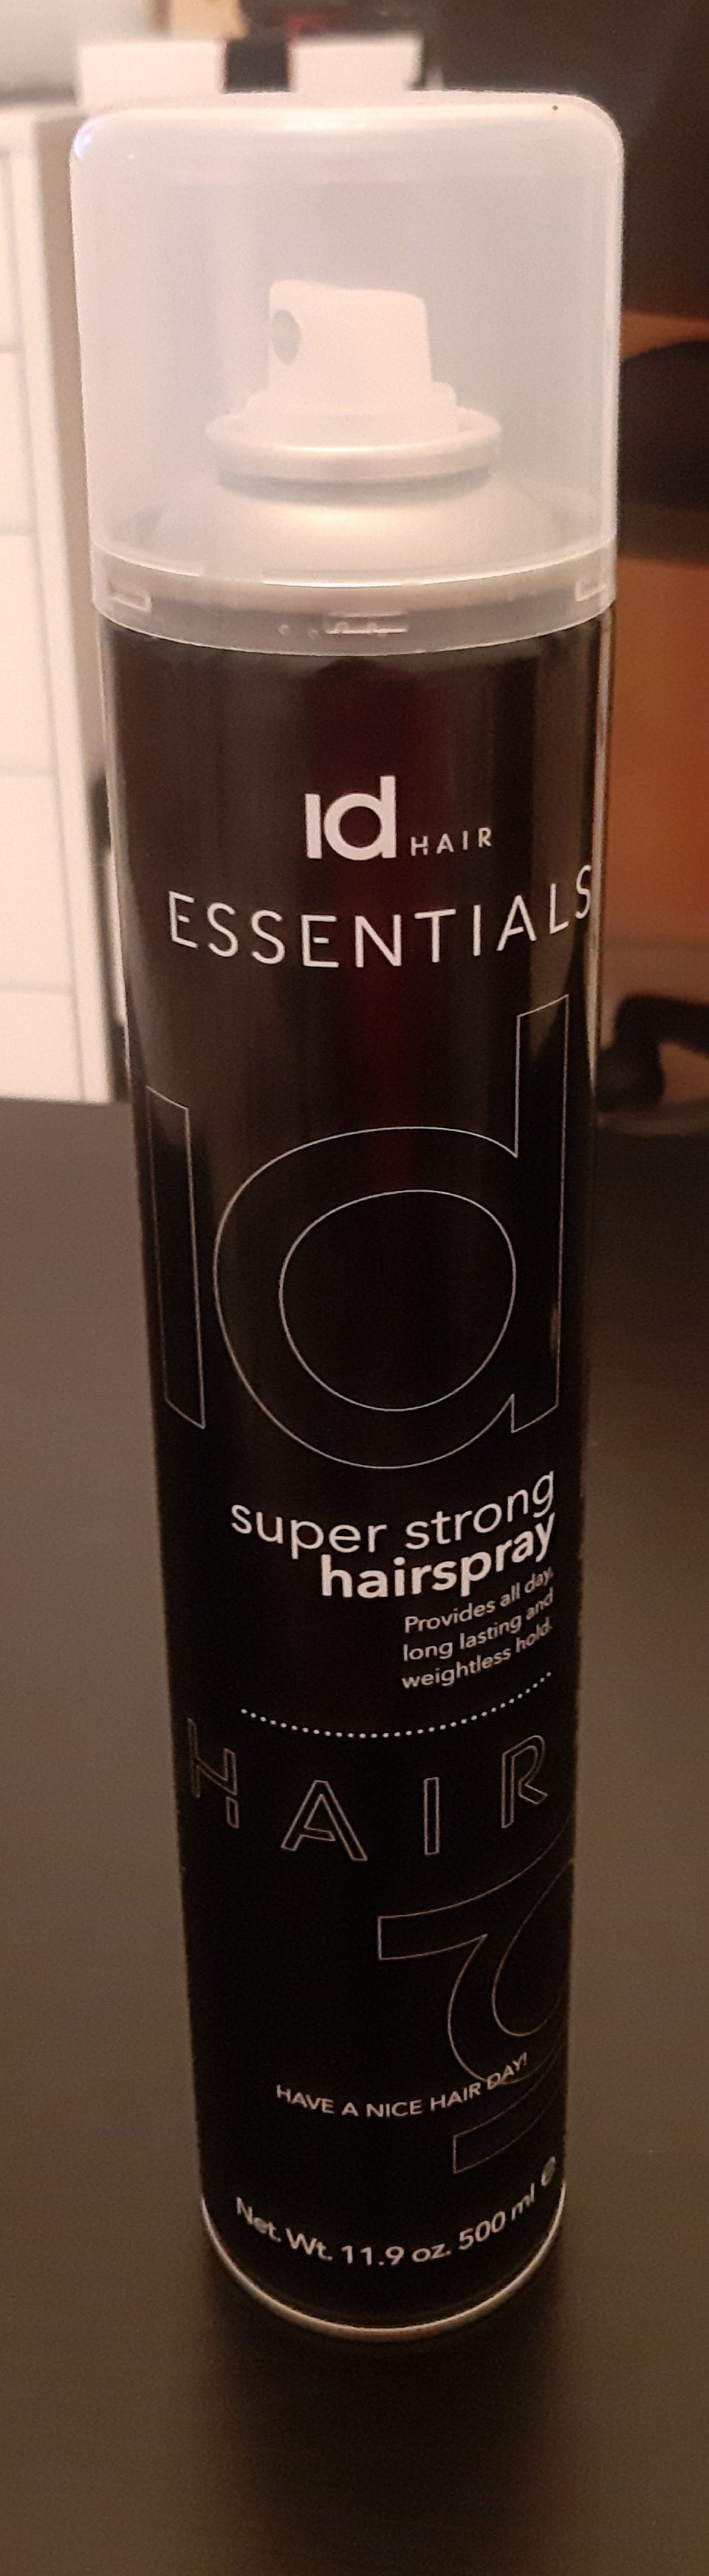 Id HAIR
ESSENTIALS
Id
super strong
hairspray
Provides all day,
long lasting and
weightless hold.
HAIR
HAVE A NICE HAIR DAY!
Net. Wt. 11.9 oz. 500 ml e